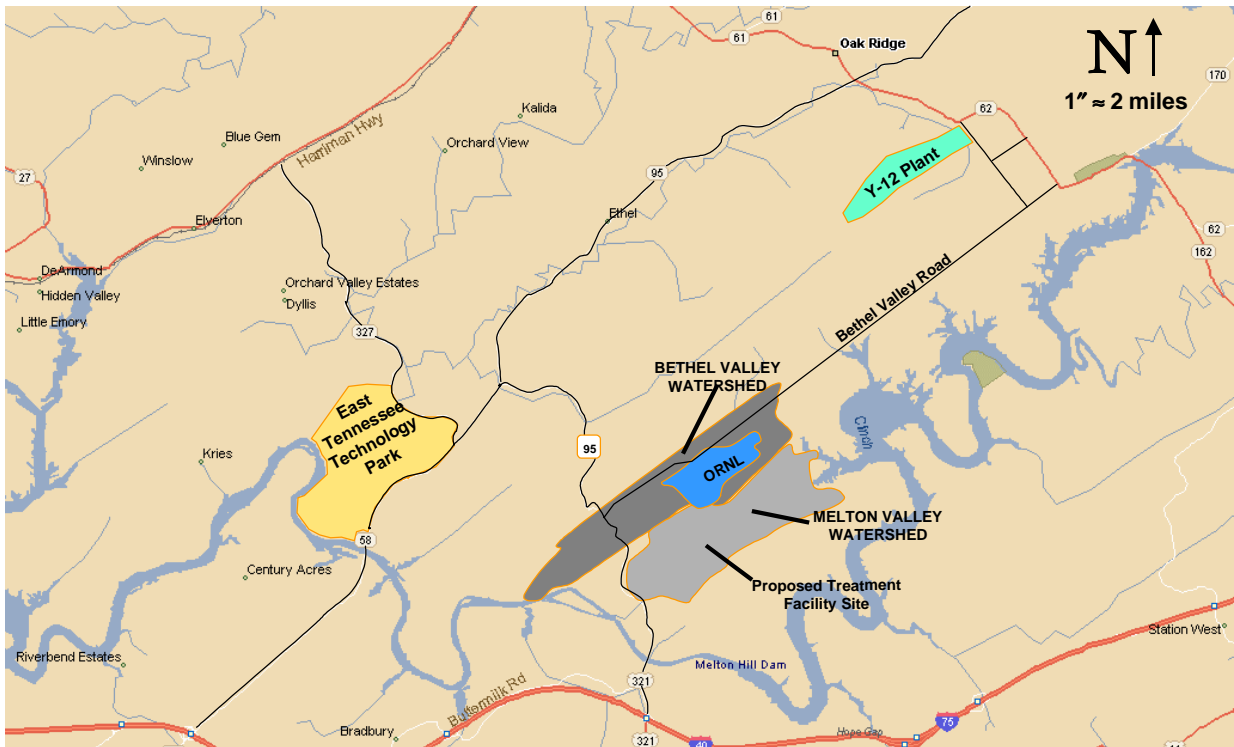 61
61
Oak Ridge
N
1″ ≈ 2 miles
170
62
Kalida
Blue Gem
Harriman Hwy
Orchard View
Winslow
27
95
Y-12 Plant
Ethel
Elverton
62
162
DeArmond
Hidden Valley
Orchard Valley Estates
Dyllis
Little Emory
327
Bethel Valley Road
BETHEL VALLEY
WATERSHED
East
Tennessee
Technology
Park
Clinch
95
Kries
ORNL
MELTON VALLEY
WATERSHED
58
Century Acres
Proposed Treatment
Facility Site
Station West
Riverbend Estates
Melton Hill Dam
321
Buttermilk Rd
75
Bradbury
40
321
Hope Gap
11